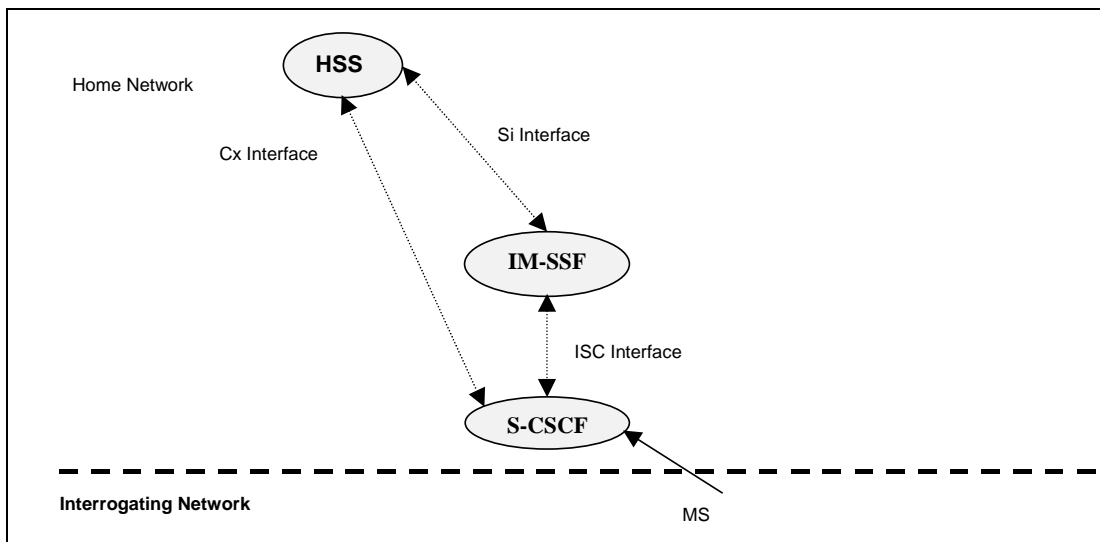 HSS
Home Network
Si Interface
Cx Interface
IM-SSF
ISC Interface
S-CSCF
Interrogating Network
MS